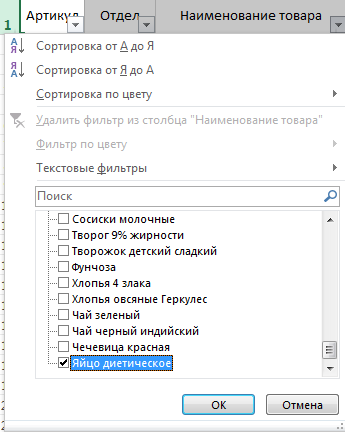 1 Артикул Отдел Наименование товара
Сортировка от А до Я
Сортировка от Я до А
Сортировка по цвету
Удалить фильтр из столбца "Наименование товара"
Фильтр по цвету
Текстовые фильтры
Поиск
Сосиски молочные
Творог 9% жирности
Творожок детский сладкий
Фунчоза
Хлопья 4 злака
Хлопья овсяные Геркулес
Чай зеленый
Чай черный индийский
Чечевица красная
Яйцо диетическое
ОК Отмена